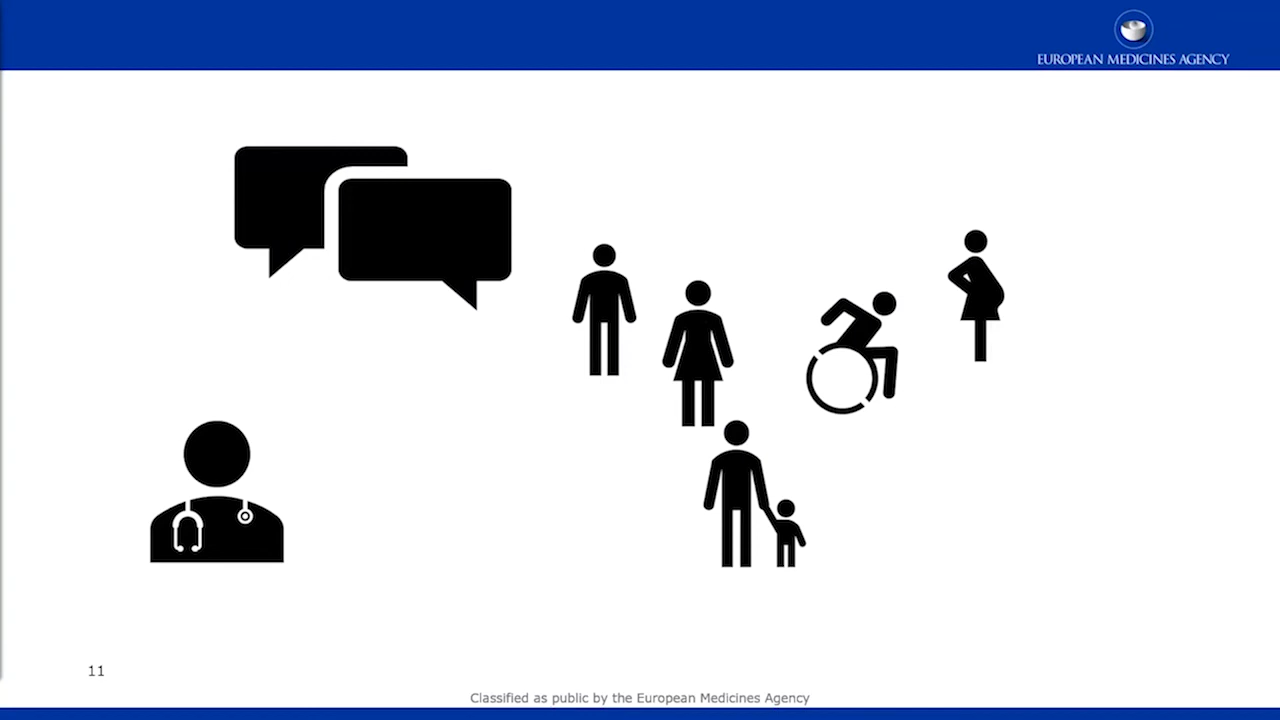 EUROPEAN MEDICINES AGENCY
11
Classified as public by the European Medicines Agency